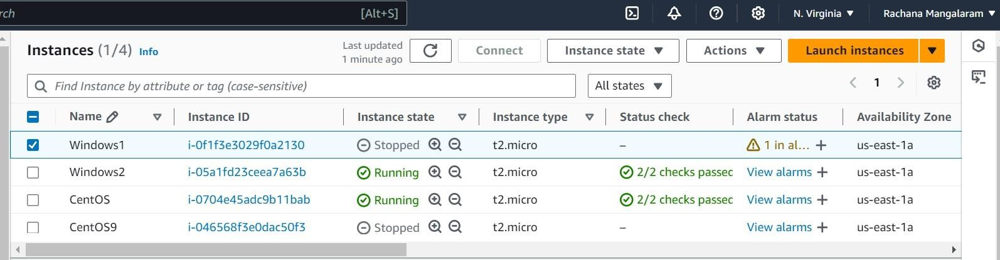 rch [Alt+S] N. Virginia ▼ Rachana Mangalaram ▼
Instances (1/4) Info
Last updated
1 minute ago
Connect
Instance state ▼
Actions ▼
Launch instances ▼
Find Instance by attribute or tag (case-sensitive)
All states ▼
1
Name Instance ID Instance state Instance type Status check Alarm status Availability Zone
Windows1 i-0f1f3e3029f0a2130 Stopped t2.micro – 1 in al... + us-east-1a
Windows2 i-05a1fd23ceea7a63b Running t2.micro 2/2 checks passed View alarms + us-east-1a
CentOS i-0704e45adc9b11bab Running t2.micro 2/2 checks passed View alarms + us-east-1a
CentOS9 i-046568f3e0dac50f3 Stopped t2.micro – View alarms + us-east-1a